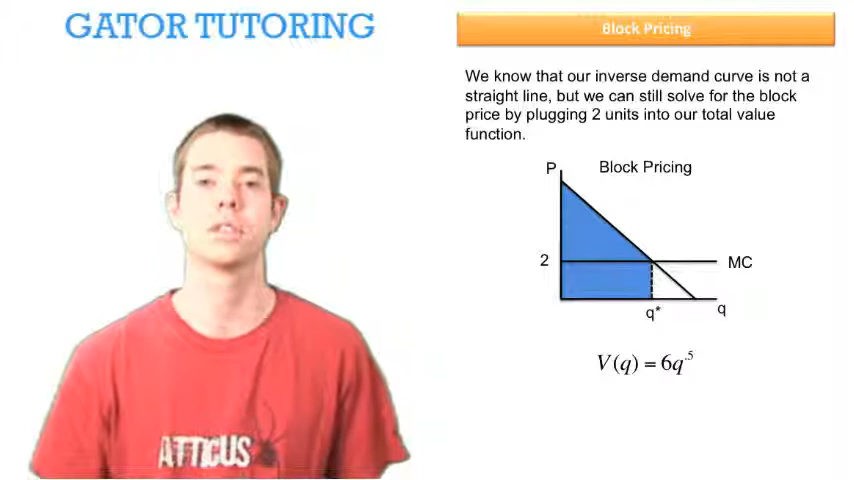 GATOR TUTORING
Block Pricing
We know that our inverse demand curve is not a
straight line, but we can still solve for the block
price by plugging 2 units into our total value
function.
P
Block Pricing
2
MC
q*
q
V(q) = 6q^.5
ATTICUS